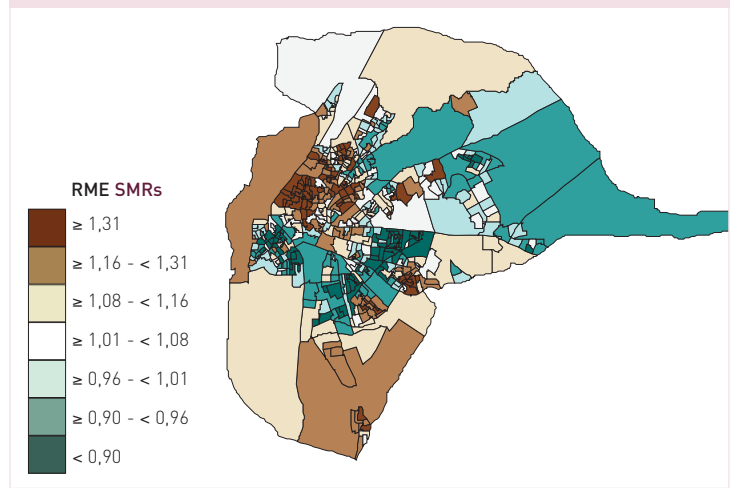 RME SMRs
≥ 1,31
≥ 1,16 - < 1,31
≥ 1,08 - < 1,16
≥ 1,01 - < 1,08
≥ 0,96 - < 1,01
≥ 0,90 - < 0,96
< 0,90